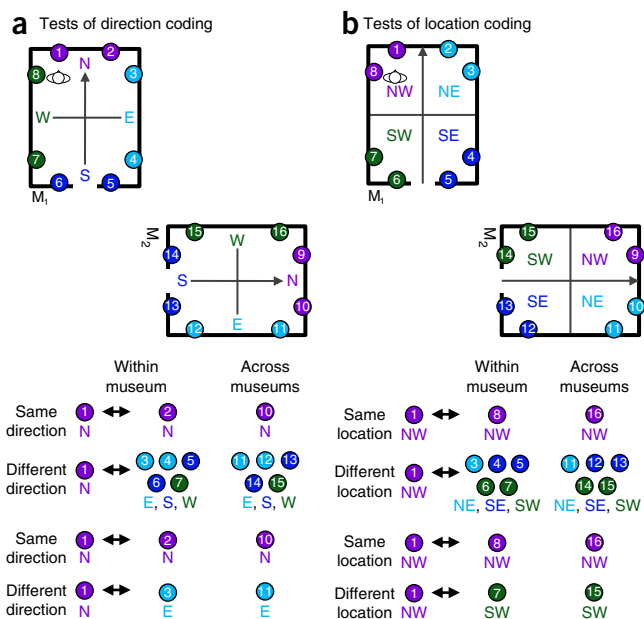 a Tests of direction coding
1 2
N
8 3
W E
7 4
S
6 5
M1
M2
15 16
W
14 9
S N
13 10
E
12 11
Within museum
Across museums
Same direction
1 2 10
N N N
Different direction
1 3 4 5 11 12 13
6 7 14 15
N E, S, W E, S, W
Same direction
1 2 10
N N N
Different direction
1 3 11
N E E
b Tests of location coding
1 2
8 3
NW NE
SW SE
7 4
6 5
M1
M2
15 16
14 SW NW 9
13 SE NE 10
12 11
Within museum
Across museums
Same location
1 8 16
NW NW NW
Different location
1 3 4 5 11 12 13
6 7 14 15
NW NE, SE, SW NE, SE, SW
Same location
1 8 16
NW NW NW
Different location
1 7 15
NW SW SW